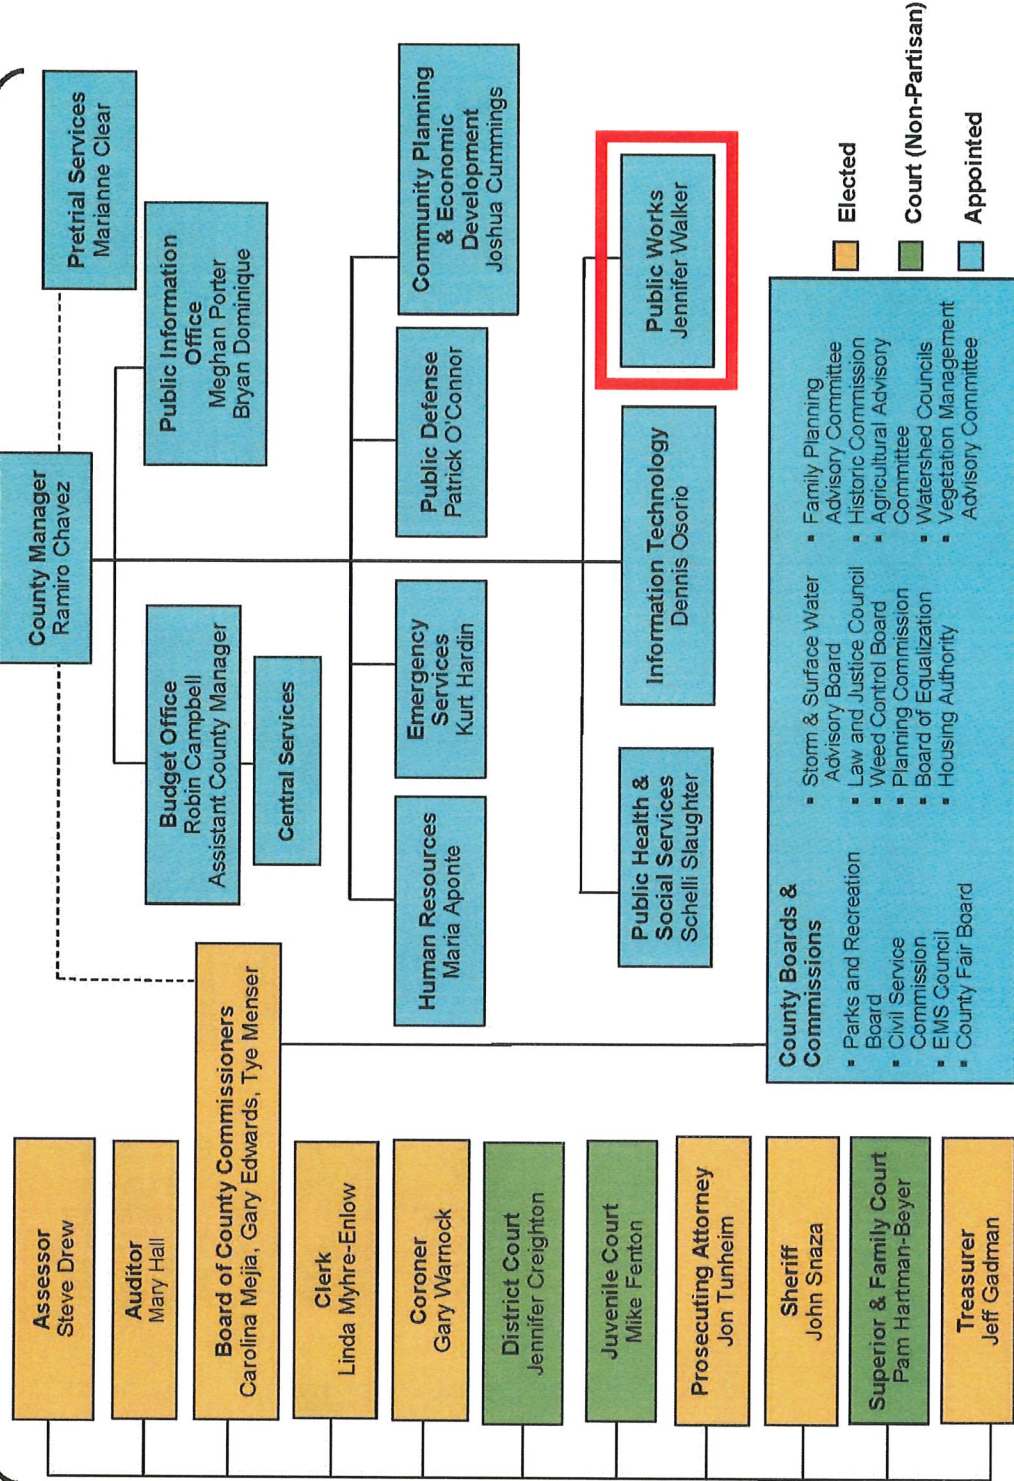 Assessor
Steve Drew
Auditor
Mary Hall
Board of County Commissioners
Carolina Mejia, Gary Edwards, Tye Menser
Clerk
Linda Myhre-Enlow
Coroner
Gary Warnock
District Court
Jennifer Creighton
Juvenile Court
Mike Fenton
Prosecuting Attorney
Jon Tunheim
Sheriff
John Snaza
Superior & Family Court
Pam Hartman-Beyer
Treasurer
Jeff Gadman
County Manager
Ramiro Chavez
Pretrial Services
Marianne Clear
Budget Office
Robin Campbell
Assistant County Manager
Central Services
Public Information
Office
Meghan Porter
Bryan Dominique
Human Resources
Maria Aponte
Emergency
Services
Kurt Hardin
Public Defense
Patrick O'Connor
Community Planning
& Economic
Development
Joshua Cummings
Public Health &
Social Services
Schelli Slaughter
Information Technology
Dennis Osorio
Public Works
Jennifer Walker
County Boards &
Commissions
▪ Parks and Recreation
Board
▪ Civil Service
Commission
▪ EMS Council
▪ County Fair Board
▪ Storm & Surface Water
Advisory Board
▪ Law and Justice Council
▪ Weed Control Board
▪ Planning Commission
▪ Board of Equalization
▪ Housing Authority
▪ Family Planning
Advisory Committee
▪ Historic Commission
▪ Agricultural Advisory
Committee
▪ Watershed Councils
▪ Vegetation Management
Advisory Committee
Elected
Court (Non-Partisan)
Appointed